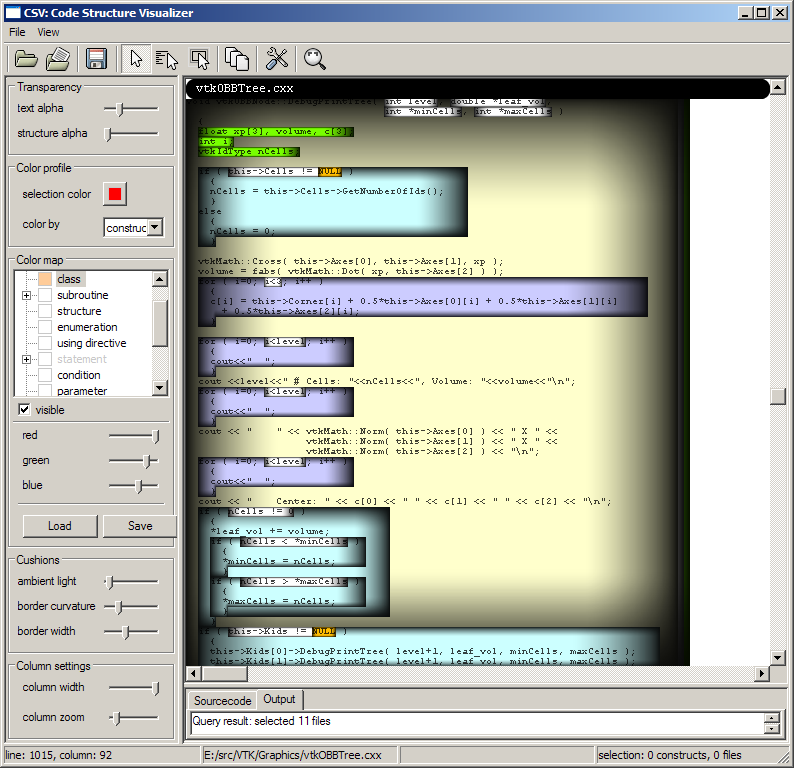 CSV: Code Structure Visualizer
File View
Transparency
text alpha
structure alpha
Color profile
selection color
color by
construc
Color map
class
subroutine
structure
enumeration
using directive
statement
condition
parameter
visible
red
green
blue
Load Save
Cushions
ambient light
border curvature
border width
Column settings
column width
column zoom
vtkOBBTree.cxx
DebugPrintTree( int level, double *leaf_vol,
int *minCells, int *maxCells )
{
float xp[3], volume, c[3];
int i;
vtkIdType nCells;
if ( this->Cells != NULL )
{
nCells = this->Cells->GetNumberOfIds();
}
else
{
nCells = 0;
}
vtkMath::Cross( this->Axes[0], this->Axes[1], xp );
volume = fabs( vtkMath::Dot( xp, this->Axes[2] ) );
for ( i=0; i<3; i++ )
{
c[i] = this->Corner[i] + 0.5*this->Axes[0][i] + 0.5*this->Axes[1][i]
+ 0.5*this->Axes[2][i];
}
for ( i=0; i<level; i++ )
{
cout<<"  ";
}
cout <<level<<" # Cells: "<<nCells<<", Volume: "<<volume<<"\n";
for ( i=0; i<level; i++ )
{
cout<<"  ";
}
cout << "    " << vtkMath::Norm( this->Axes[0] ) << " X " <<
vtkMath::Norm( this->Axes[1] ) << " X " <<
vtkMath::Norm( this->Axes[2] ) << "\n";
for ( i=0; i<level; i++ )
{
cout<<"  ";
}
cout << "    Center: " << c[0] << " " << c[1] << " " << c[2] << "\n";
if ( nCells != 0 )
{
*leaf_vol += volume;
if ( nCells < *minCells )
{
*minCells = nCells;
}
if ( nCells > *maxCells )
{
*maxCells = nCells;
}
}
if ( this->Kids != NULL )
{
this->Kids[0]->DebugPrintTree( level+1, leaf_vol, minCells, maxCells );
this->Kids[1]->DebugPrintTree( level+1, leaf_vol, minCells, maxCells );
Sourcecode Output
Query result: selected 11 files
line: 1015, column: 92 E:/src/VTK/Graphics/vtkOBBTree.cxx selection: 0 constructs, 0 files